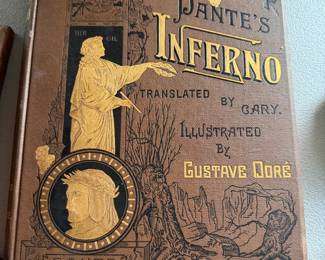 DANTE'S
INFERNO
TRANSLATED BY CARY.
ILLUSTRATED
BY
GUSTAVE DORÉ